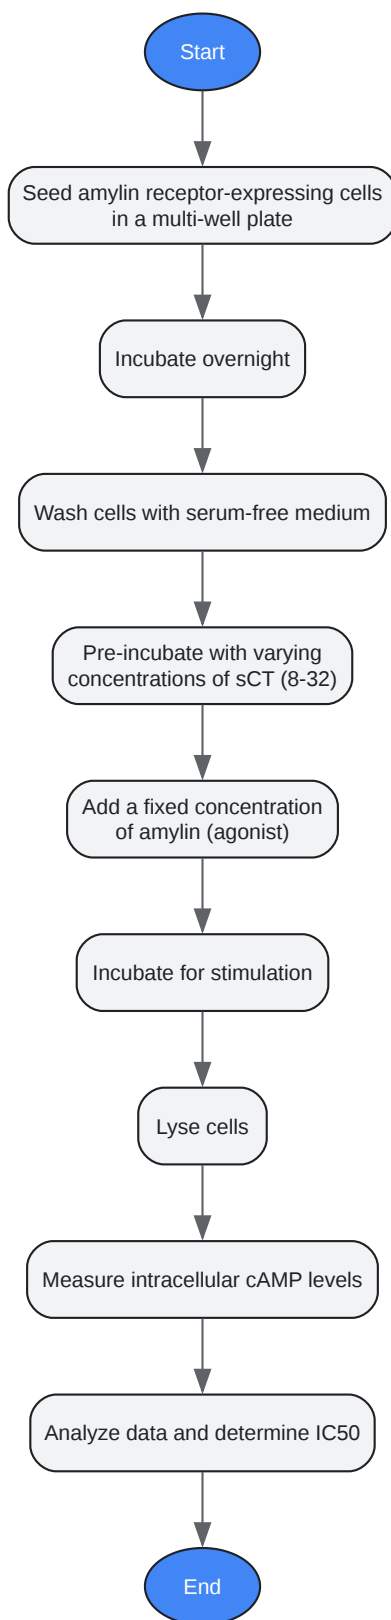 Start
Seed amylin receptor-expressing cells
in a multi-well plate
Incubate overnight
Wash cells with serum-free medium
Pre-incubate with varying
concentrations of sCT (8-32)
Add a fixed concentration
of amylin (agonist)
Incubate for stimulation
Lyse cells
Measure intracellular cAMP levels
Analyze data and determine IC50
End